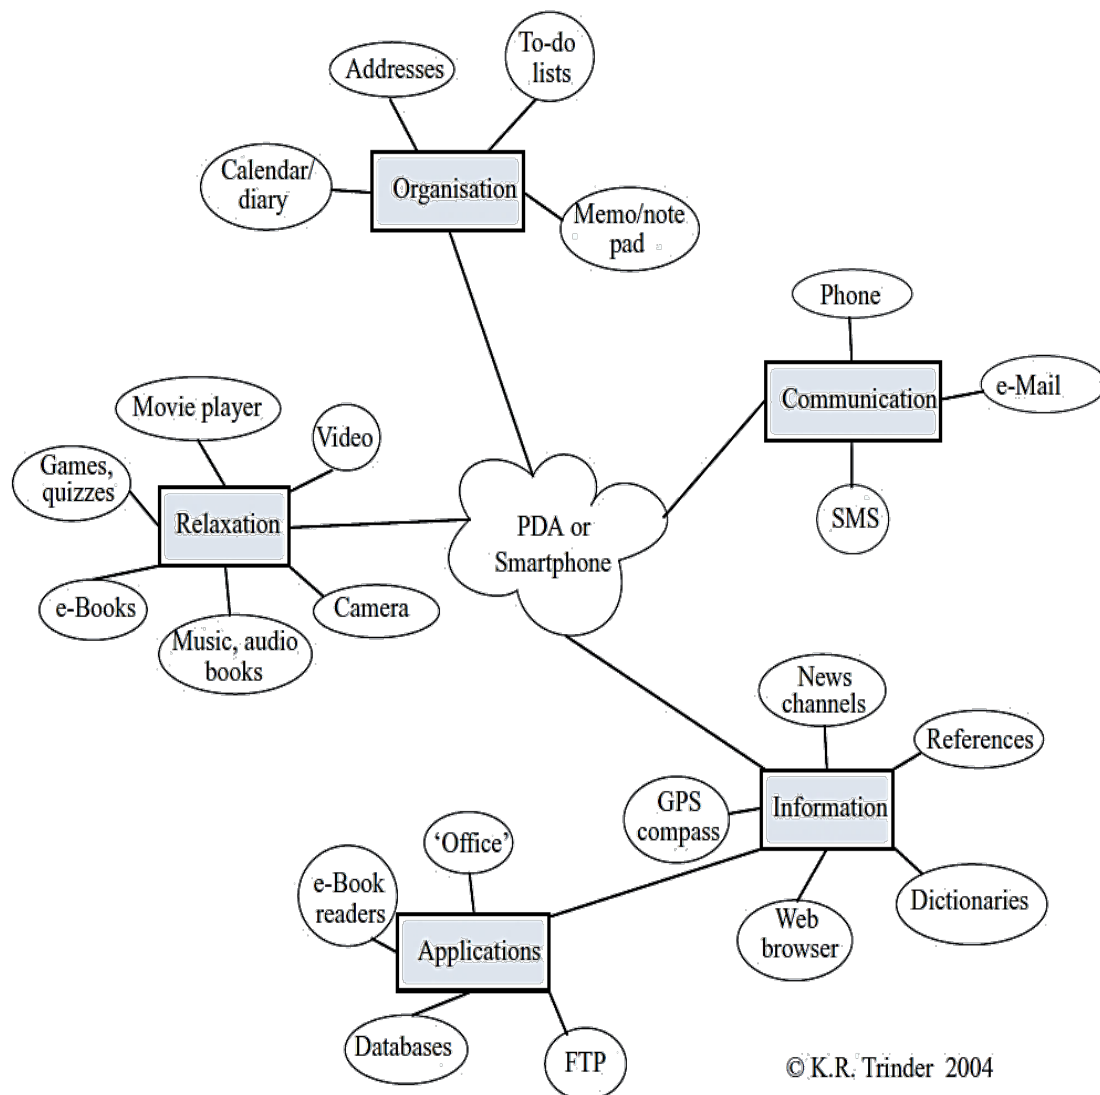 To-do
lists
Addresses
Calendar/
diary
Organisation
Memo/note
pad
Phone
Communication
e-Mail
SMS
Movie player
Video
Games,
quizzes
Relaxation
e-Books
Music, audio
books
Camera
PDA or
Smartphone
News
channels
References
GPS
compass
Information
Web
browser
Dictionaries
‘Office’
e-Book
readers
Applications
Databases
FTP
© K.R. Trinder 2004